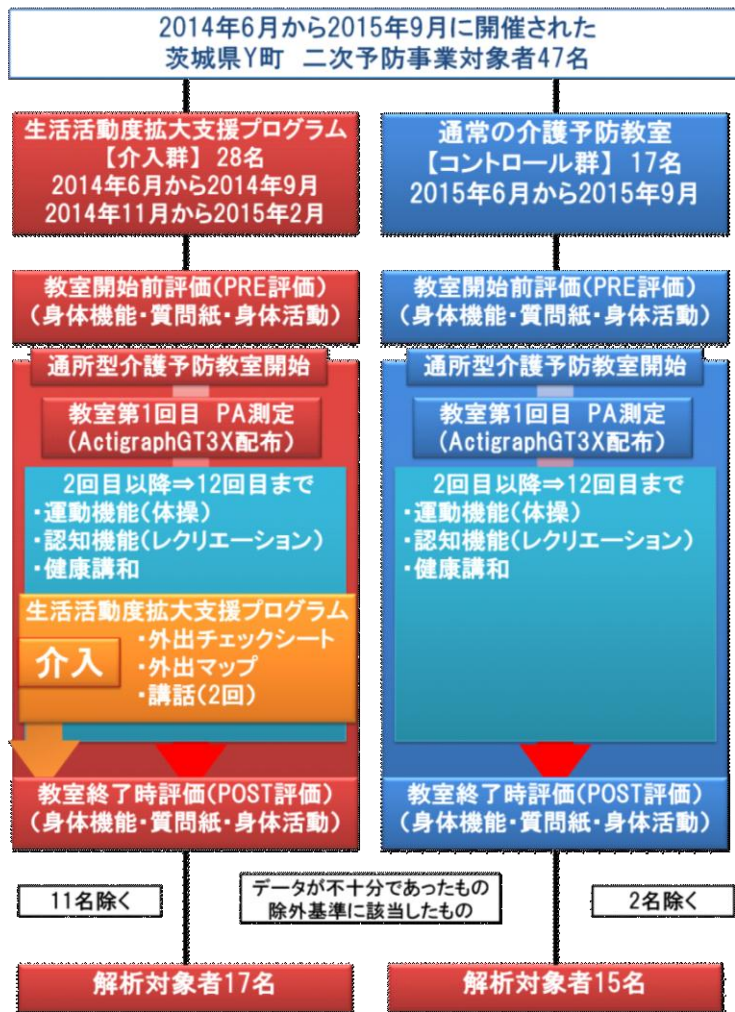 2014年6月から2015年9月に開催された
茨城県Y町 二次予防事業対象者47名
生活活動度拡大支援プログラム
【介入群】 28名
2014年6月から2014年9月
2014年11月から2015年2月
通常の介護予防教室
【コントロール群】 17名
2015年6月から2015年9月
教室開始前評価(PRE評価)
(身体機能・質問紙・身体活動)
教室開始前評価(PRE評価)
(身体機能・質問紙・身体活動)
通所型介護予防教室開始
通所型介護予防教室開始
教室第1回目 PA測定
(ActigraphGT3X配布)
教室第1回目 PA測定
(ActigraphGT3X配布)
2回目以降⇒12回目まで
・運動機能(体操)
・認知機能(レクリエーション)
・健康講和
2回目以降⇒12回目まで
・運動機能(体操)
・認知機能(レクリエーション)
・健康講和
生活活動度拡大支援プログラム
介入
・外出チェックシート
・外出マップ
・講話(2回)
教室終了時評価(POST評価)
(身体機能・質問紙・身体活動)
教室終了時評価(POST評価)
(身体機能・質問紙・身体活動)
11名除く
データが不十分であったもの
除外基準に該当したもの
2名除く
解析対象者17名
解析対象者15名